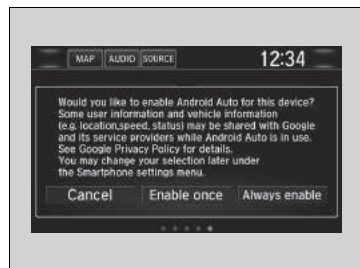 MAP AUDIO SOURCE 12:34
Would you like to enable Android Auto for this device?
Some user information and vehicle information
(e.g. location,speed, status) may be shared with Google
and its service providers while Android Auto is in use.
See Google Privacy Policy for details.
You may change your selection later under
the Smartphone settings menu.
Cancel Enable once Always enable